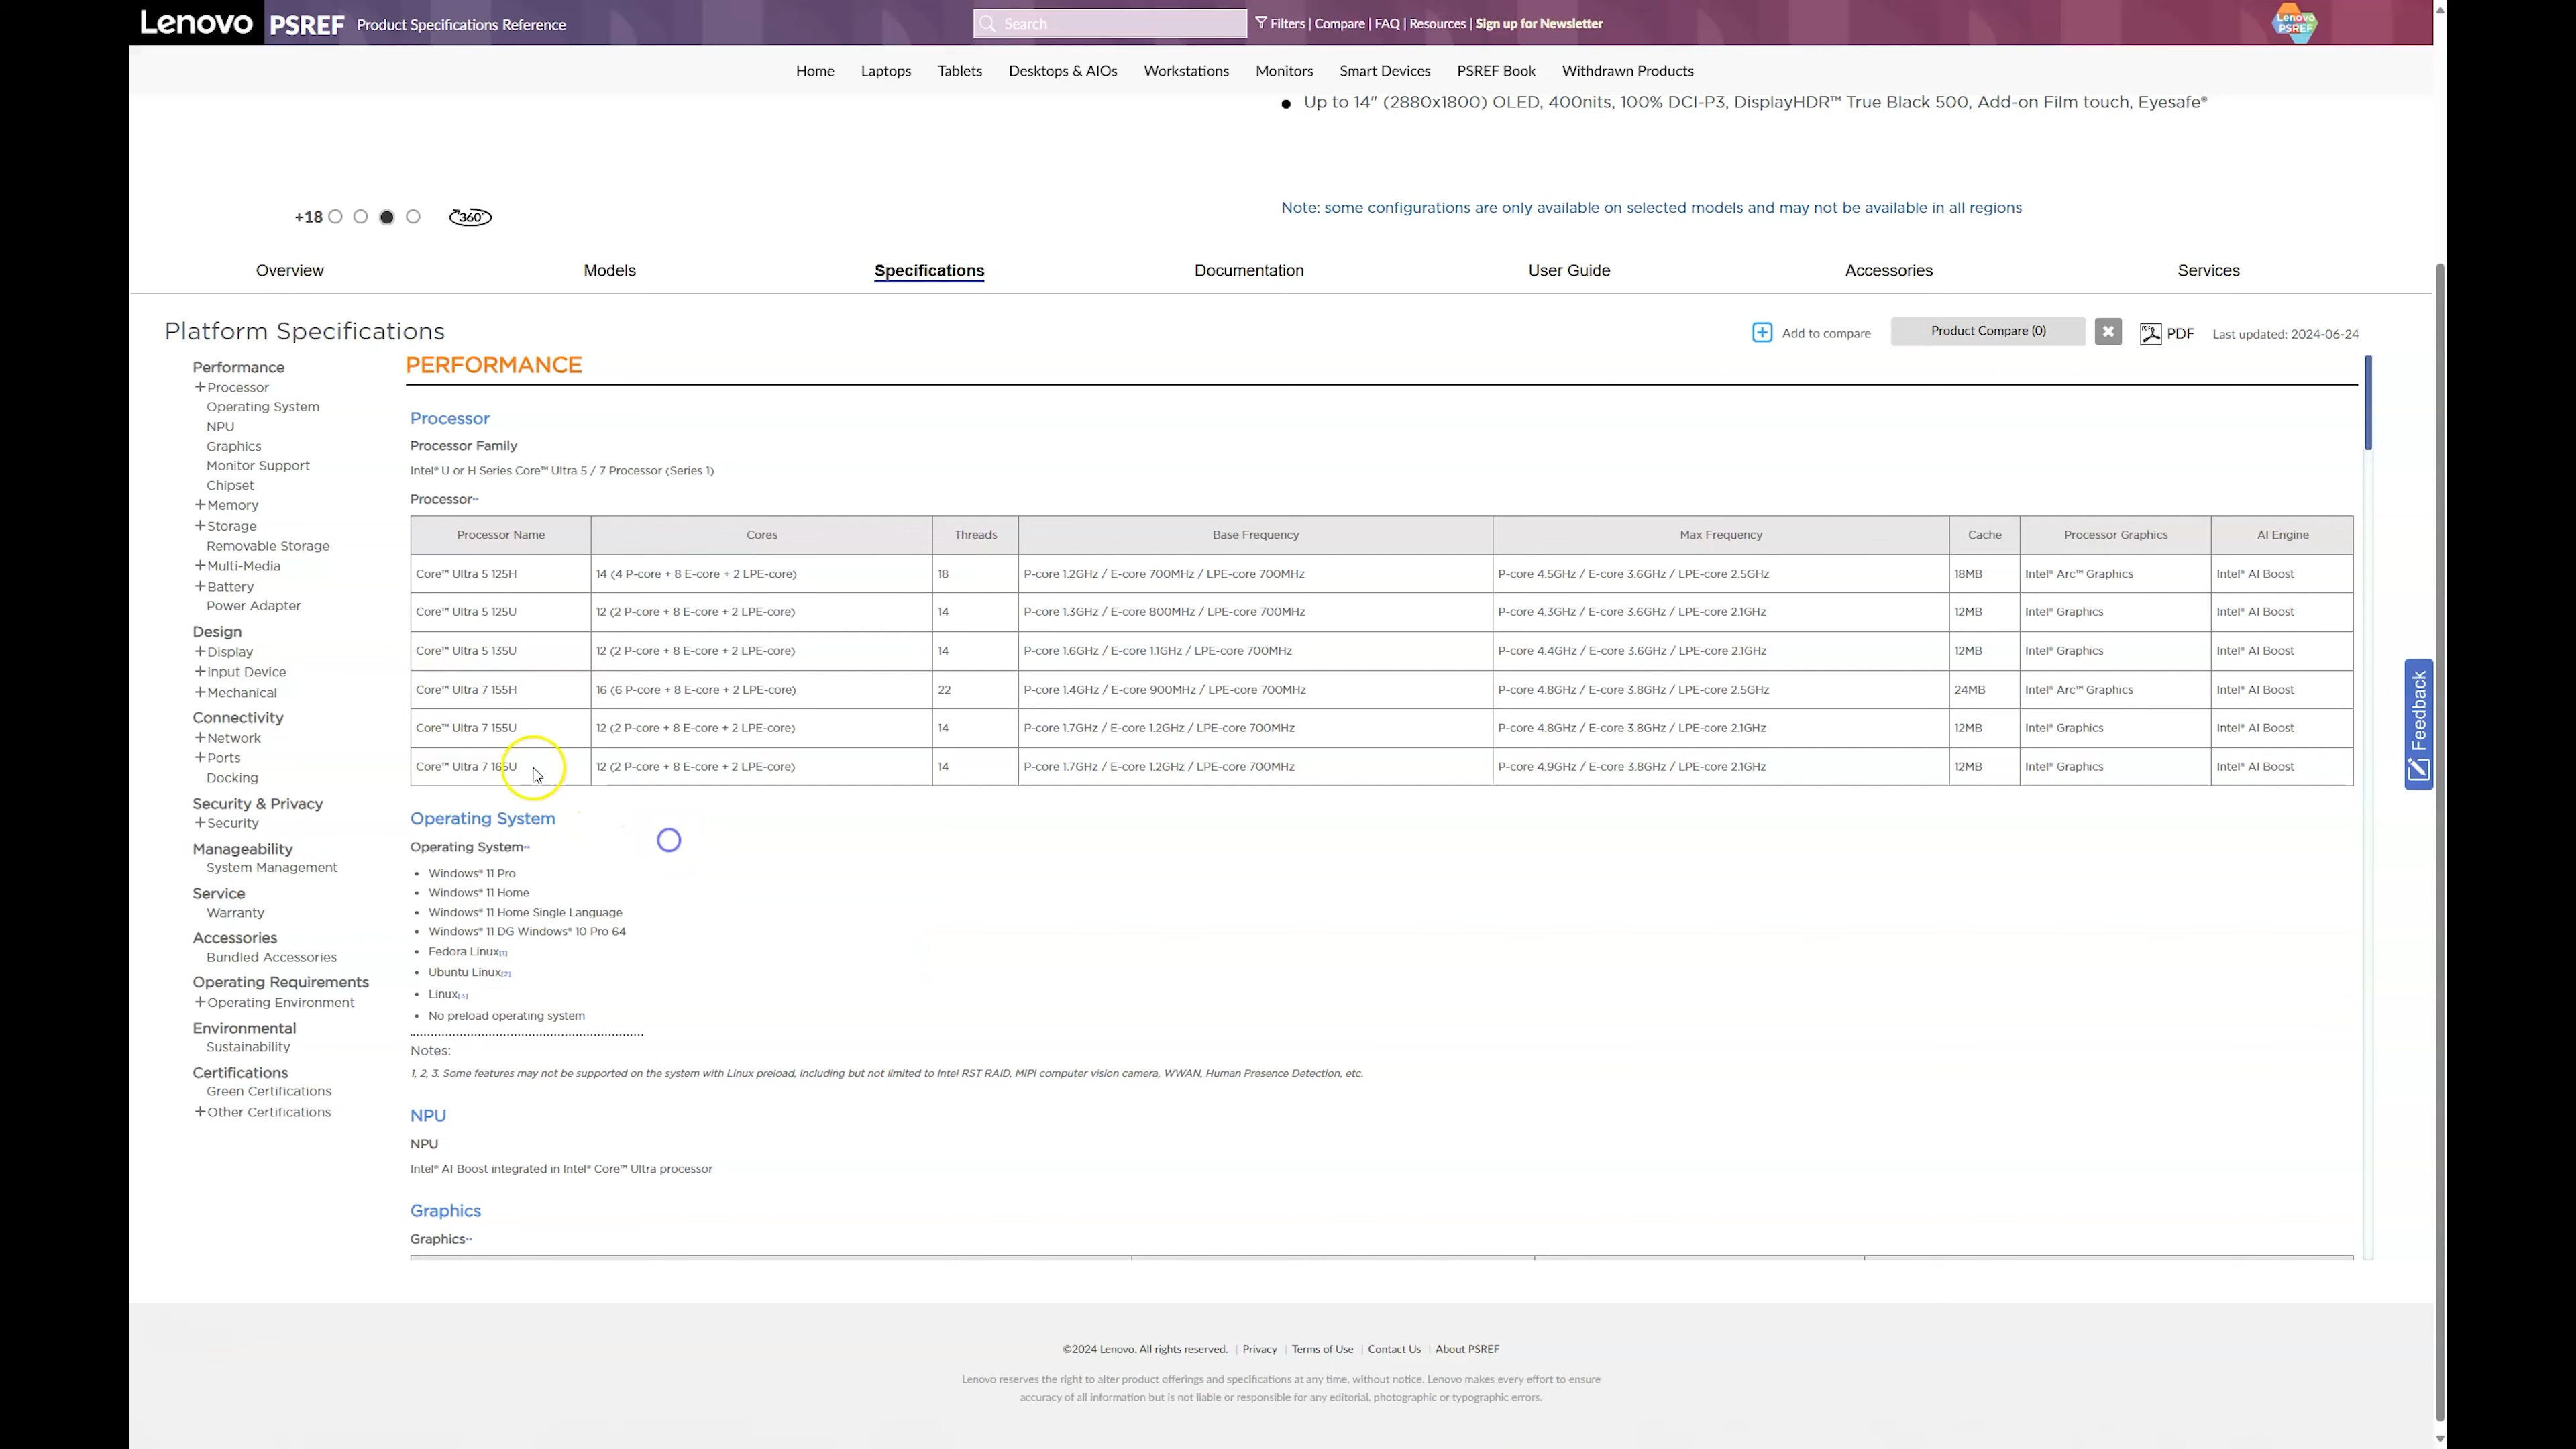 Lenovo PSREF Product Specifications Reference Search Filters | Compare | FAQ | Resources | Sign up for Newsletter Lenovo PSREF
Home Laptops Tablets Desktops & AIOs Workstations Monitors Smart Devices PSREF Book Withdrawn Products
• Up to 14" (2880x1800) OLED, 400nits, 100% DCI-P3, DisplayHDR™ True Black 500, Add-on Film touch, Eyesafe®
Note: some configurations are only available on selected models and may not be available in all regions
+18 360°
Overview Models Specifications Documentation User Guide Accessories Services
Platform Specifications
Add to compare Product Compare (0) PDF Last updated: 2024-06-24
Performance
+Processor
Operating System
NPU
Graphics
Monitor Support
Chipset
+Memory
+Storage
Removable Storage
+Multi-Media
+Battery
Power Adapter
Design
+Display
+Input Device
+Mechanical
Connectivity
+Network
+Ports
Docking
Security & Privacy
+Security
Manageability
System Management
Service
Warranty
Accessories
Bundled Accessories
Operating Requirements
+Operating Environment
Environmental
Sustainability
Certifications
Green Certifications
+Other Certifications
PERFORMANCE
Processor
Processor Family
Intel® U or H Series Core™ Ultra 5 / 7 Processor (Series 1)
Processor**
Processor Name Cores Threads Base Frequency Max Frequency Cache Processor Graphics AI Engine
Core™ Ultra 5 125H 14 (4 P-core + 8 E-core + 2 LPE-core) 18 P-core 1.2GHz / E-core 700MHz / LPE-core 700MHz P-core 4.5GHz / E-core 3.6GHz / LPE-core 2.5GHz 18MB Intel® Arc™ Graphics Intel® AI Boost
Core™ Ultra 5 125U 12 (2 P-core + 8 E-core + 2 LPE-core) 14 P-core 1.3GHz / E-core 800MHz / LPE-core 700MHz P-core 4.3GHz / E-core 3.6GHz / LPE-core 2.1GHz 12MB Intel® Graphics Intel® AI Boost
Core™ Ultra 5 135U 12 (2 P-core + 8 E-core + 2 LPE-core) 14 P-core 1.6GHz / E-core 1.1GHz / LPE-core 700MHz P-core 4.4GHz / E-core 3.6GHz / LPE-core 2.1GHz 12MB Intel® Graphics Intel® AI Boost
Core™ Ultra 7 155H 16 (6 P-core + 8 E-core + 2 LPE-core) 22 P-core 1.4GHz / E-core 900MHz / LPE-core 700MHz P-core 4.8GHz / E-core 3.8GHz / LPE-core 2.5GHz 24MB Intel® Arc™ Graphics Intel® AI Boost
Core™ Ultra 7 155U 12 (2 P-core + 8 E-core + 2 LPE-core) 14 P-core 1.7GHz / E-core 1.2GHz / LPE-core 700MHz P-core 4.8GHz / E-core 3.8GHz / LPE-core 2.1GHz 12MB Intel® Graphics Intel® AI Boost
Core™ Ultra 7 165U 12 (2 P-core + 8 E-core + 2 LPE-core) 14 P-core 1.7GHz / E-core 1.2GHz / LPE-core 700MHz P-core 4.9GHz / E-core 3.8GHz / LPE-core 2.1GHz 12MB Intel® Graphics Intel® AI Boost
Operating System
Operating System**
• Windows® 11 Pro
• Windows® 11 Home
• Windows® 11 Home Single Language
• Windows® 11 DG Windows® 10 Pro 64
• Fedora Linux[1]
• Ubuntu Linux[2]
• Linux[3]
• No preload operating system
Notes:
1, 2, 3. Some features may not be supported on the system with Linux preload, including but not limited to Intel RST RAID, MIPI computer vision camera, WWAN, Human Presence Detection, etc.
NPU
NPU
Intel® AI Boost integrated in Intel® Core™ Ultra processor
Graphics
Graphics**
Feedback
©2024 Lenovo. All rights reserved. | Privacy | Terms of Use | Contact Us | About PSREF
Lenovo reserves the right to alter product offerings and specifications at any time, without notice. Lenovo makes every effort to ensure
accuracy of all information but is not liable or responsible for any editorial, photographic or typographic errors.